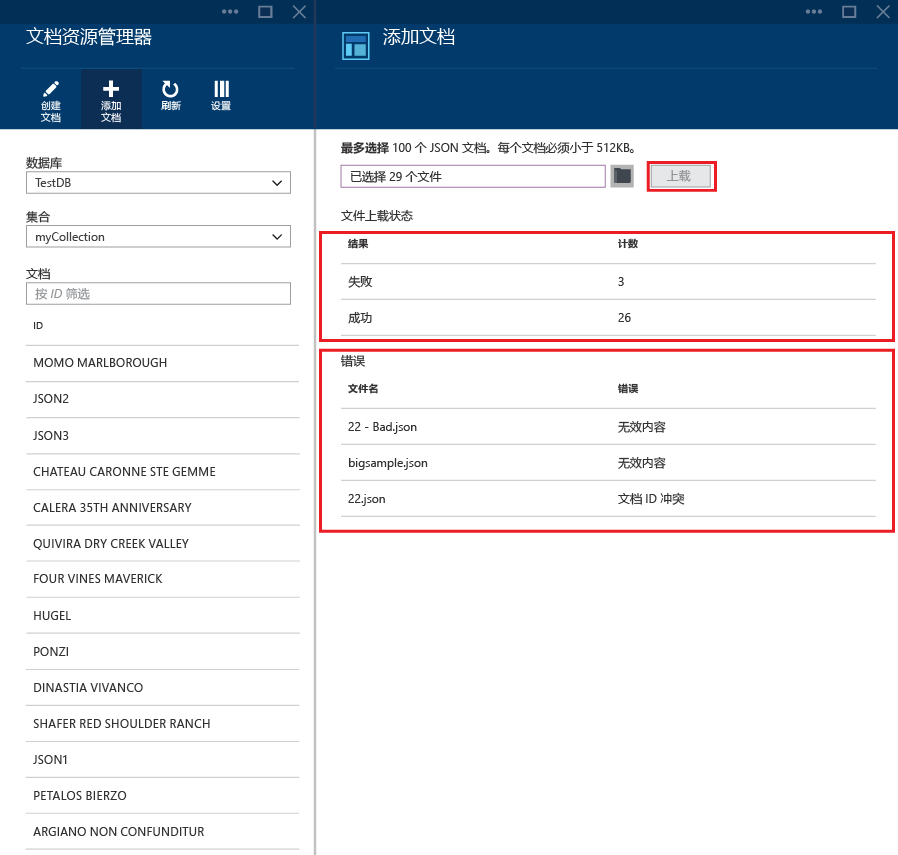 文档资源管理器
创建
文档
添加
文档
刷新
设置
数据库
TestDB
集合
myCollection
文档
按 ID 筛选
ID
MOMO MARLBOROUGH
JSON2
JSON3
CHATEAU CARONNE STE GEMME
CALERA 35TH ANNIVERSARY
QUIVIRA DRY CREEK VALLEY
FOUR VINES MAVERICK
HUGEL
PONZI
DINASTIA VIVANCO
SHAFER RED SHOULDER RANCH
JSON1
PETALOS BIERZO
ARGIANO NON CONFUNDITUR
添加文档
最多选择 100 个 JSON 文档。每个文档必须小于 512KB。
已选择 29 个文件
上载
文件上载状态
结果 计数
失败 3
成功 26
错误
文件名 错误
22 - Bad.json 无效内容
bigsample.json 无效内容
22.json 文档 ID 冲突